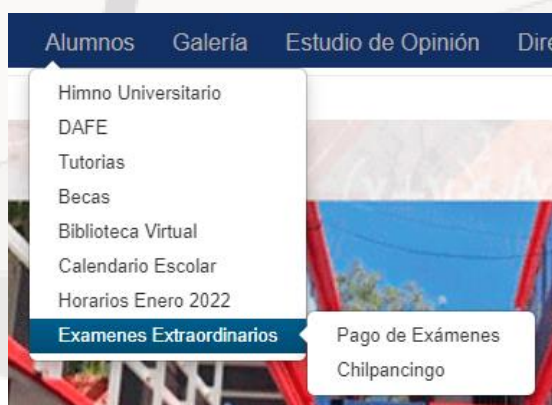 Alumnos Galería Estudio de Opinión Dire
Himno Universitario
DAFE
Tutorias
Becas
Biblioteca Virtual
Calendario Escolar
Horarios Enero 2022
Examenes Extraordinarios
Pago de Exámenes
Chilpancingo